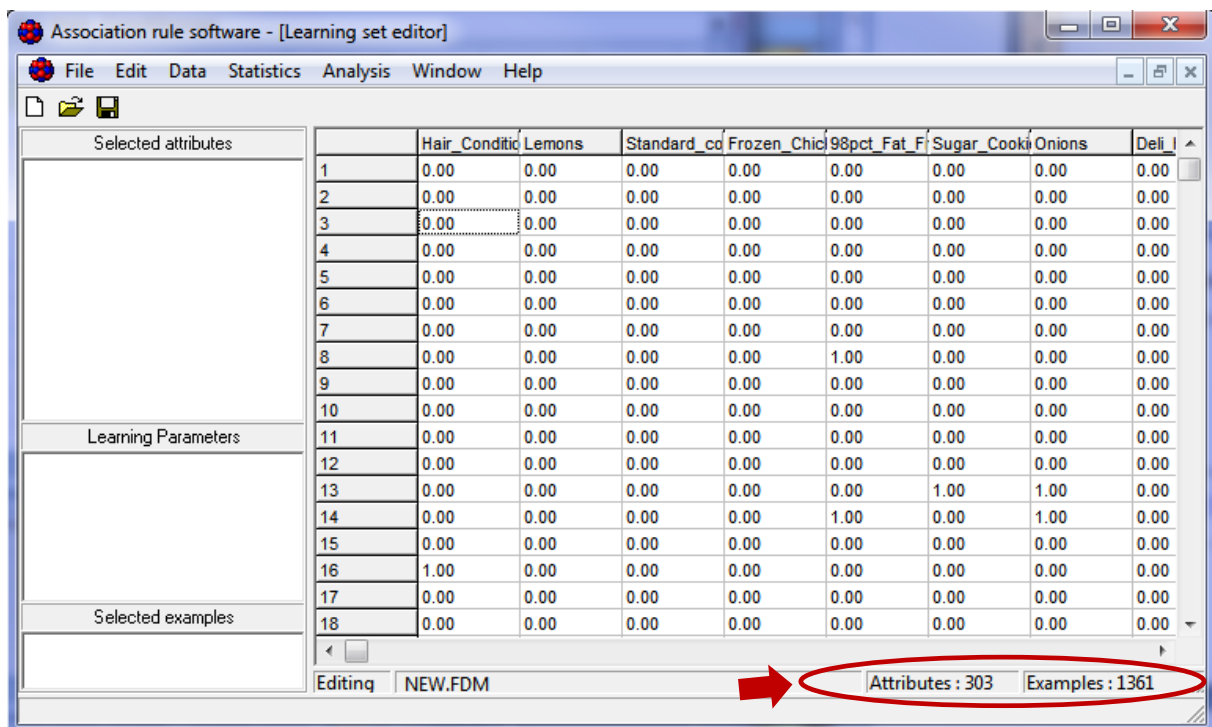 Association rule software - [Learning set editor]
File Edit Data Statistics Analysis Window Help
Selected attributes
Hair_Conditio Lemons Standard_co Frozen_Chic 98pct_Fat_F Sugar_Cooki Onions Deli_
1 0.00 0.00 0.00 0.00 0.00 0.00 0.00 0.00
2 0.00 0.00 0.00 0.00 0.00 0.00 0.00 0.00
3 0.00 0.00 0.00 0.00 0.00 0.00 0.00 0.00
4 0.00 0.00 0.00 0.00 0.00 0.00 0.00 0.00
5 0.00 0.00 0.00 0.00 0.00 0.00 0.00 0.00
6 0.00 0.00 0.00 0.00 0.00 0.00 0.00 0.00
7 0.00 0.00 0.00 0.00 0.00 0.00 0.00 0.00
8 0.00 0.00 0.00 0.00 1.00 0.00 0.00 0.00
9 0.00 0.00 0.00 0.00 0.00 0.00 0.00 0.00
10 0.00 0.00 0.00 0.00 0.00 0.00 0.00 0.00
Learning Parameters
11 0.00 0.00 0.00 0.00 0.00 0.00 0.00 0.00
12 0.00 0.00 0.00 0.00 0.00 0.00 0.00 0.00
13 0.00 0.00 0.00 0.00 0.00 1.00 1.00 0.00
14 0.00 0.00 0.00 0.00 1.00 0.00 1.00 0.00
15 0.00 0.00 0.00 0.00 0.00 0.00 0.00 0.00
16 1.00 0.00 0.00 0.00 0.00 0.00 0.00 0.00
17 0.00 0.00 0.00 0.00 0.00 0.00 0.00 0.00
Selected examples
18 0.00 0.00 0.00 0.00 0.00 0.00 0.00 0.00
Editing NEW.FDM Attributes : 303 Examples : 1361